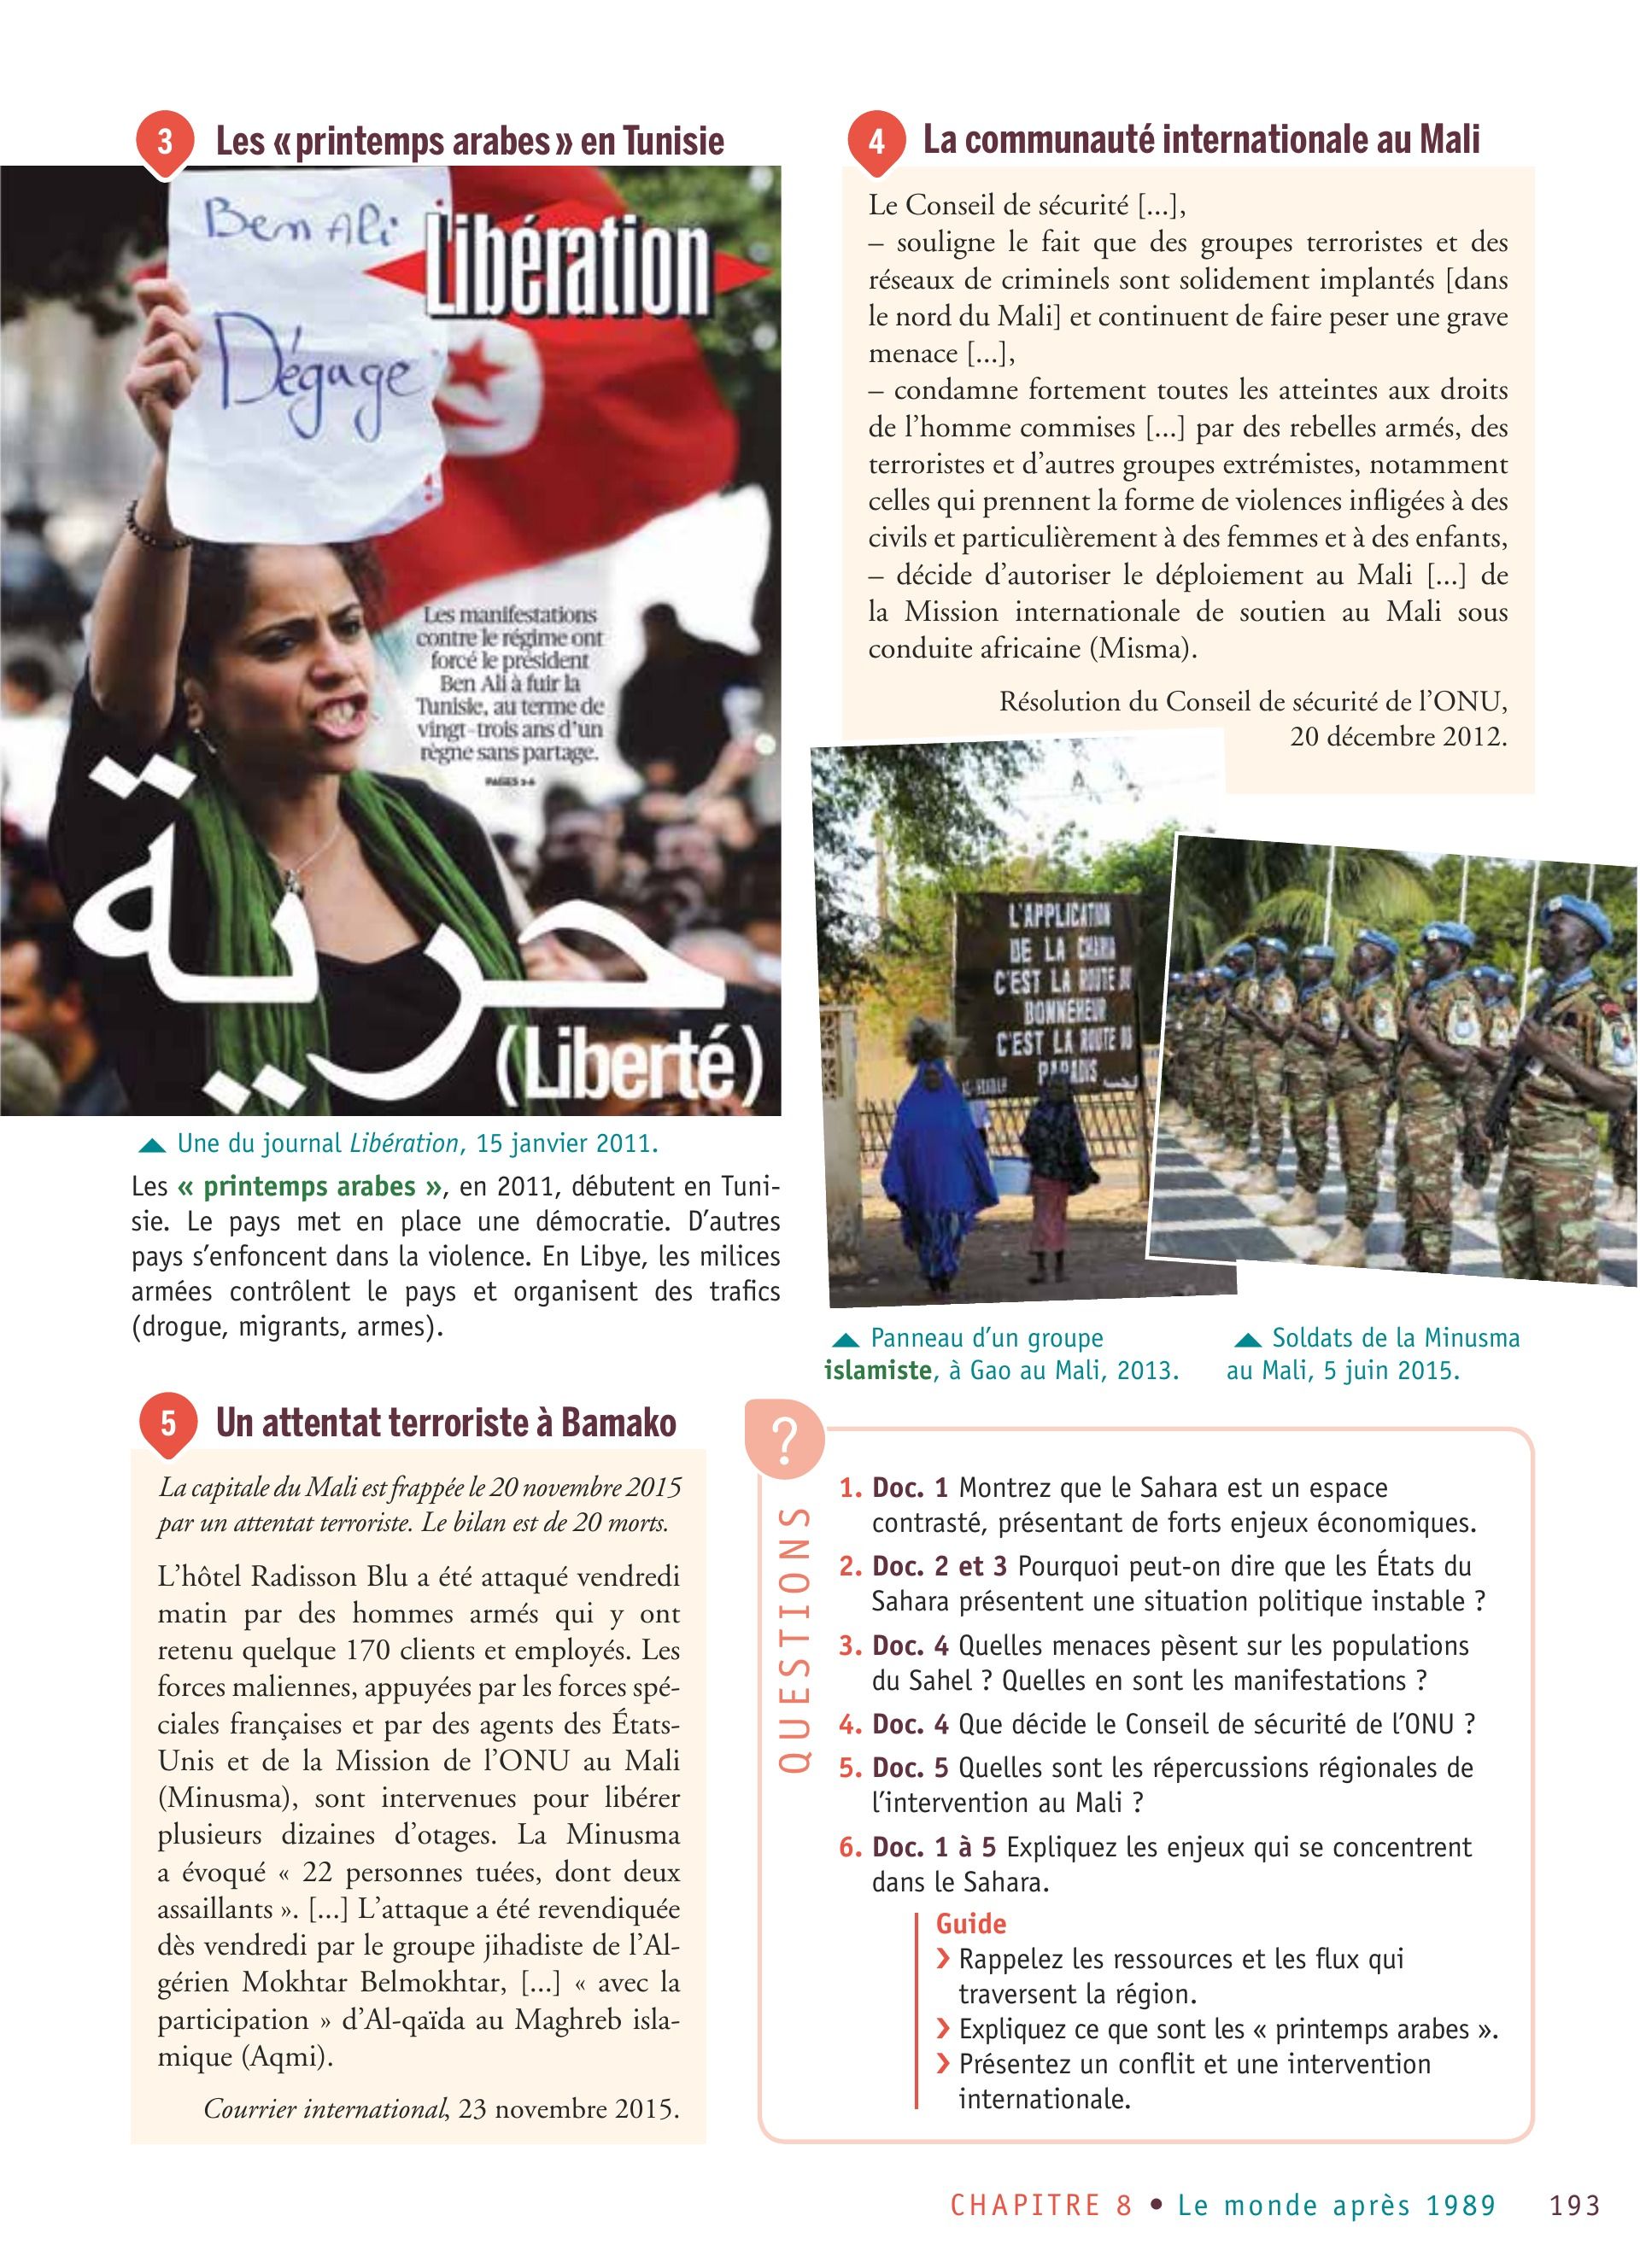 3 Les « printemps arabes » en Tunisie
Ben Ali
Dégage
!
Libération
Les manifestations
contre le régime ont
forcé le président
Ben Ali à fuir la
Tunisie, au terme de
vingt-trois ans d'un
règne sans partage.
حرية
(Liberté)
Une du journal Libération, 15 janvier 2011.
Les « printemps arabes », en 2011, débutent en Tuni-
sie. Le pays met en place une démocratie. D'autres
pays s'enfoncent dans la violence. En Libye, les milices
armées contrôlent le pays et organisent des trafics
(drogue, migrants, armes).
4 La communauté internationale au Mali
Le Conseil de sécurité [...],
– souligne le fait que des groupes terroristes et des
réseaux de criminels sont solidement implantés [dans
le nord du Mali] et continuent de faire peser une grave
menace [...],
– condamne fortement toutes les atteintes aux droits
de l'homme commises [...] par des rebelles armés, des
terroristes et d'autres groupes extrémistes, notamment
celles qui prennent la forme de violences infligées à des
civils et particulièrement à des femmes et à des enfants,
– décide d'autoriser le déploiement au Mali [...] de
la Mission internationale de soutien au Mali sous
conduite africaine (Misma).
Résolution du Conseil de sécurité de l'ONU,
20 décembre 2012.
L'APPLICATION
DE LA CHARIA
C'EST LA ROUTE DU
BONNEHEUR
C'EST LA ROUTE DU
PARADIS
Panneau d'un groupe
islamiste, à Gao au Mali, 2013.
Soldats de la Minusma
au Mali, 5 juin 2015.
5 Un attentat terroriste à Bamako
La capitale du Mali est frappée le 20 novembre 2015
par un attentat terroriste. Le bilan est de 20 morts.
L'hôtel Radisson Blu a été attaqué vendredi
matin par des hommes armés qui y ont
retenu quelque 170 clients et employés. Les
forces maliennes, appuyées par les forces spé-
ciales françaises et par des agents des États-
Unis et de la Mission de l'ONU au Mali
(Minusma), sont intervenues pour libérer
plusieurs dizaines d'otages. La Minusma
a évoqué « 22 personnes tuées, dont deux
assaillants ». [...] L'attaque a été revendiquée
dès vendredi par le groupe jihadiste de l'Al-
gérien Mokhtar Belmokhtar, [...] « avec la
participation » d'Al-qaïda au Maghreb isla-
mique (Aqmi).
Courrier international, 23 novembre 2015.
?
QUESTIONS
1. Doc. 1 Montrez que le Sahara est un espace
contrasté, présentant de forts enjeux économiques.
2. Doc. 2 et 3 Pourquoi peut-on dire que les États du
Sahara présentent une situation politique instable ?
3. Doc. 4 Quelles menaces pèsent sur les populations
du Sahel ? Quelles en sont les manifestations ?
4. Doc. 4 Que décide le Conseil de sécurité de l'ONU ?
5. Doc. 5 Quelles sont les répercussions régionales de
l'intervention au Mali ?
6. Doc. 1 à 5 Expliquez les enjeux qui se concentrent
dans le Sahara.
Guide
❯ Rappelez les ressources et les flux qui
traversent la région.
❯ Expliquez ce que sont les « printemps arabes ».
❯ Présentez un conflit et une intervention
internationale.
CHAPITRE 8 • Le monde après 1989 193